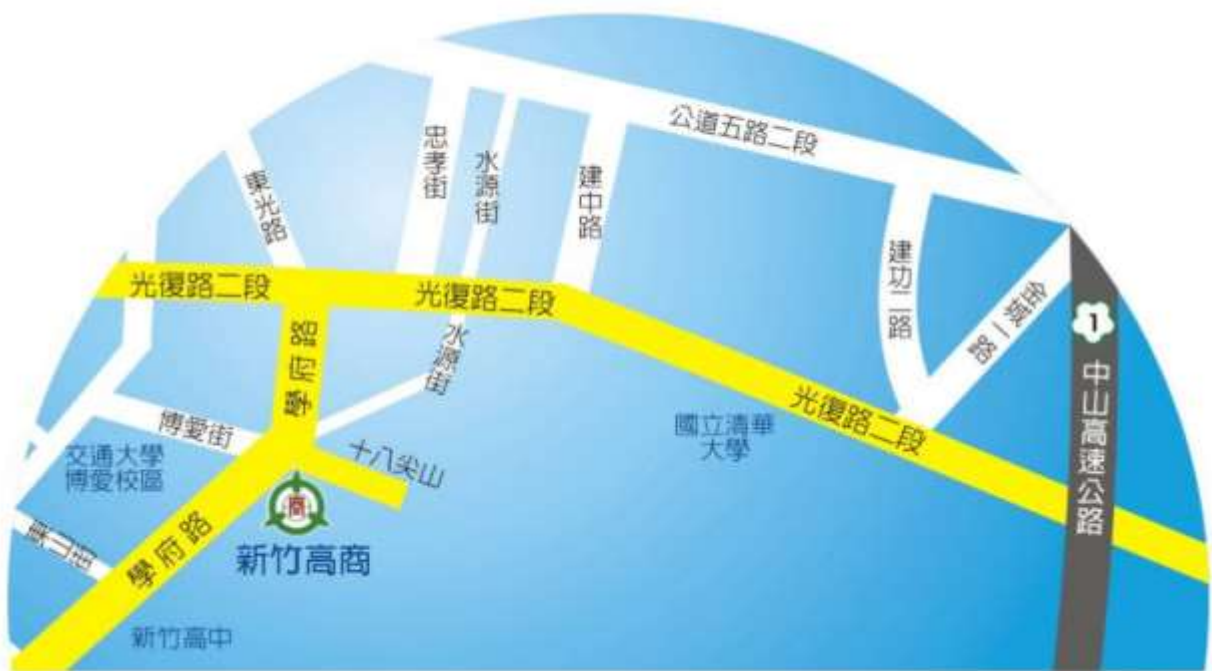 公道五路二段
忠孝街
水源街
建中路
東光路
建功二路
金城一路
光復路二段
光復路二段
1
學府路
水源街
中山高速公路
光復路二段
博愛街
國立清華
大學
十八尖山
交通大學
博愛校區
商
新竹高商
學府路
新竹高中